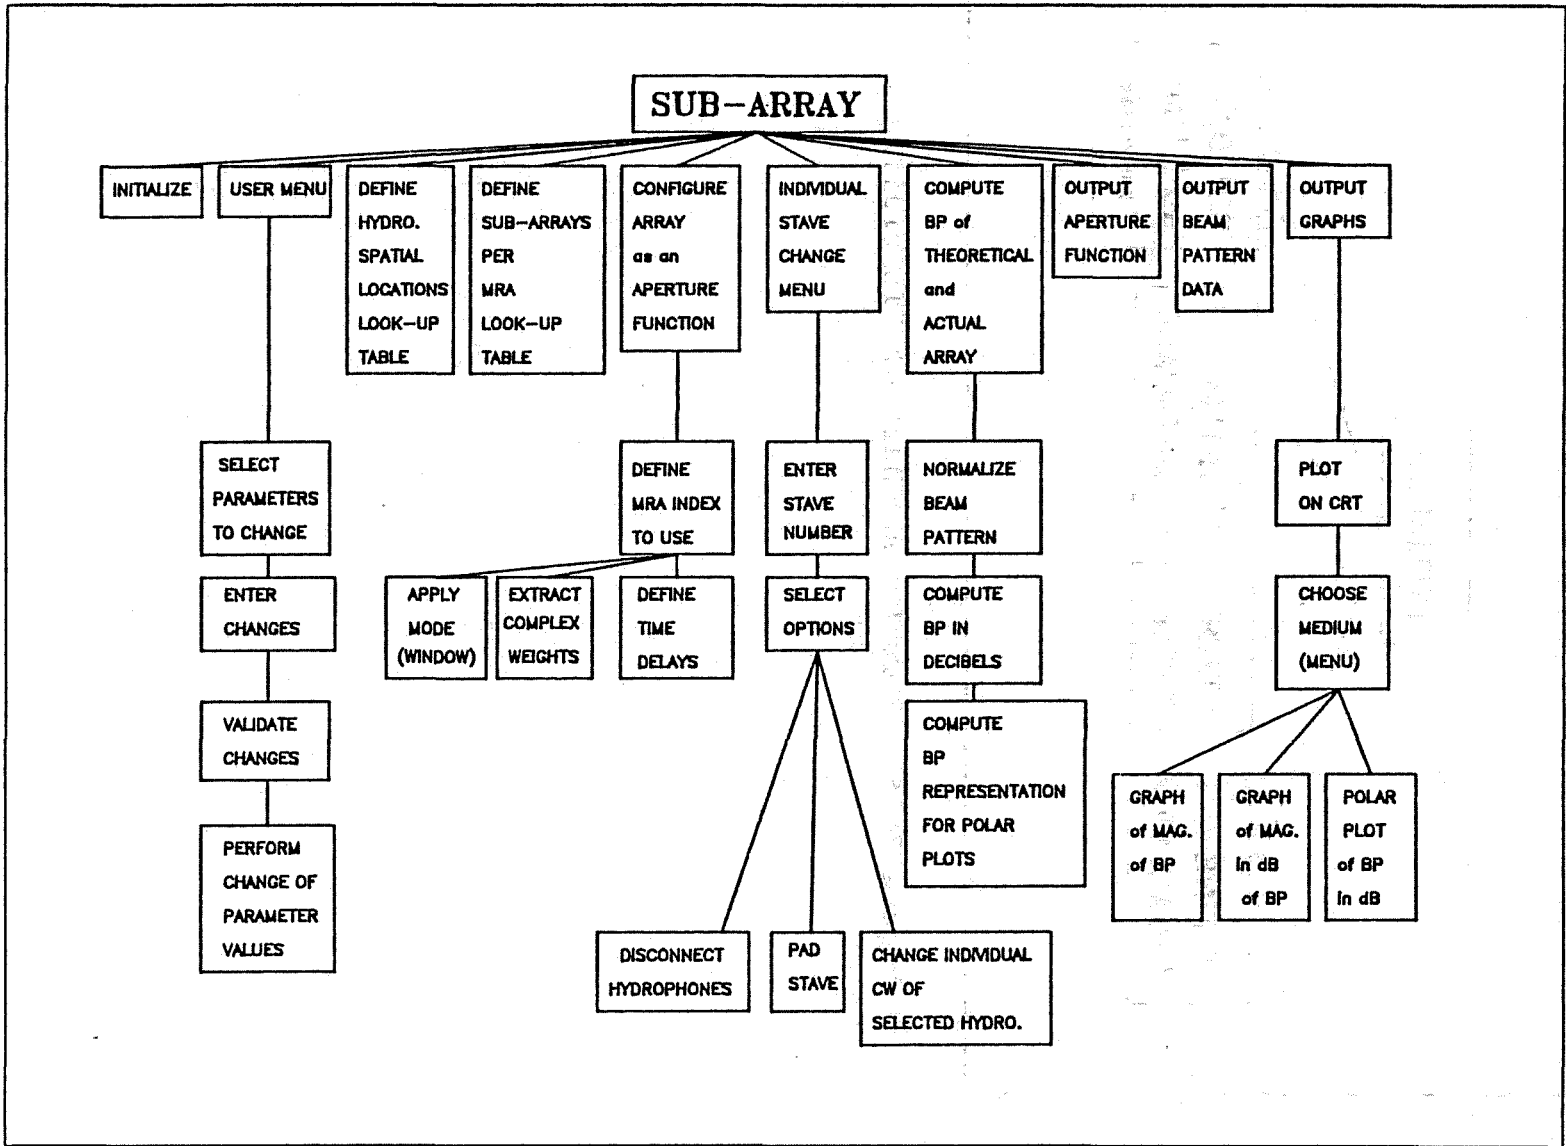 SUB-ARRAY
INITIALIZE
USER MENU
DEFINE
HYDRO.
SPATIAL
LOCATIONS
LOOK-UP
TABLE
DEFINE
SUB-ARRAYS
PER
MRA
LOOK-UP
TABLE
CONFIGURE
ARRAY
as an
APERTURE
FUNCTION
INDIVIDUAL
STAVE
CHANGE
MENU
COMPUTE
BP of
THEORETICAL
and
ACTUAL
ARRAY
OUTPUT
APERTURE
FUNCTION
OUTPUT
BEAM
PATTERN
DATA
OUTPUT
GRAPHS
SELECT
PARAMETERS
TO CHANGE
DEFINE
MRA INDEX
TO USE
ENTER
STAVE
NUMBER
NORMALIZE
BEAM
PATTERN
PLOT
ON CRT
ENTER
CHANGES
APPLY
MODE
(WINDOW)
EXTRACT
COMPLEX
WEIGHTS
DEFINE
TIME
DELAYS
SELECT
OPTIONS
COMPUTE
BP IN
DECIBELS
CHOOSE
MEDIUM
(MENU)
VALIDATE
CHANGES
COMPUTE
BP
REPRESENTATION
FOR POLAR
PLOTS
GRAPH
of MAG.
of BP
GRAPH
of MAG.
in dB
of BP
POLAR
PLOT
of BP
in dB
PERFORM
CHANGE OF
PARAMETER
VALUES
DISCONNECT
HYDROPHONES
PAD
STAVE
CHANGE INDIVIDUAL
CW OF
SELECTED HYDRO.